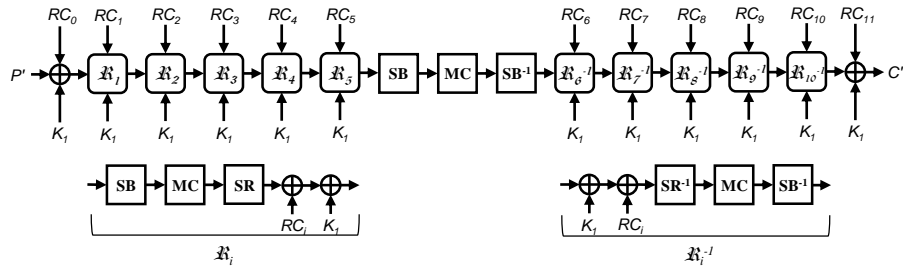 RC₀ RC₁ RC₂ RC₃ RC₄ RC₅ RC₆ RC₇ RC₈ RC₉ RC₁₀ RC₁₁
P' ℜ₁ ℜ₂ ℜ₃ ℜ₄ ℜ₅ SB MC SB⁻¹ ℜ₆⁻¹ ℜ₇⁻¹ ℜ₈⁻¹ ℜ₉⁻¹ ℜ₁₀⁻¹ C'
K₁ K₁ K₁ K₁ K₁ K₁ K₁ K₁ K₁ K₁ K₁ K₁
SB MC SR SR⁻¹ MC SB⁻¹
RCᵢ K₁ K₁ RCᵢ
ℜᵢ ℜᵢ⁻¹